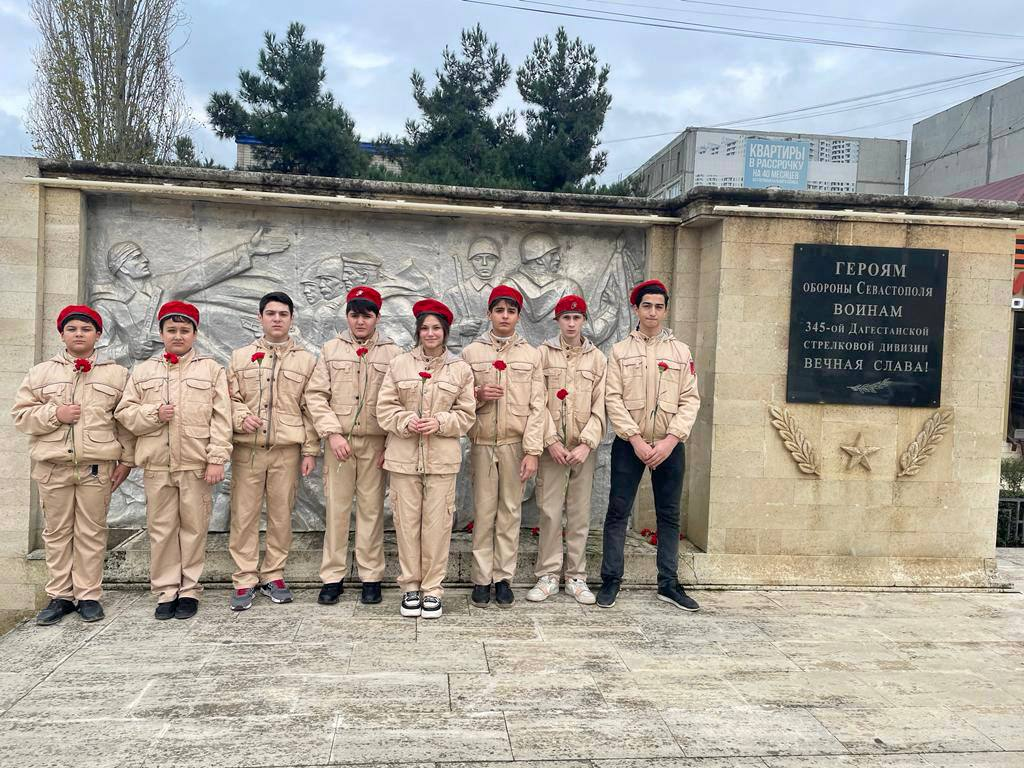 КВАРТИРЫ
В РАССРОЧКУ
НА 40 МЕСЯЦЕВ
ГЕРОЯМ
ОБОРОНЫ СЕВАСТОПОЛЯ
ВОИНАМ
345-ОЙ ДАГЕСТАНСКОЙ
СТРЕЛКОВОЙ ДИВИЗИИ
ВЕЧНАЯ СЛАВА!